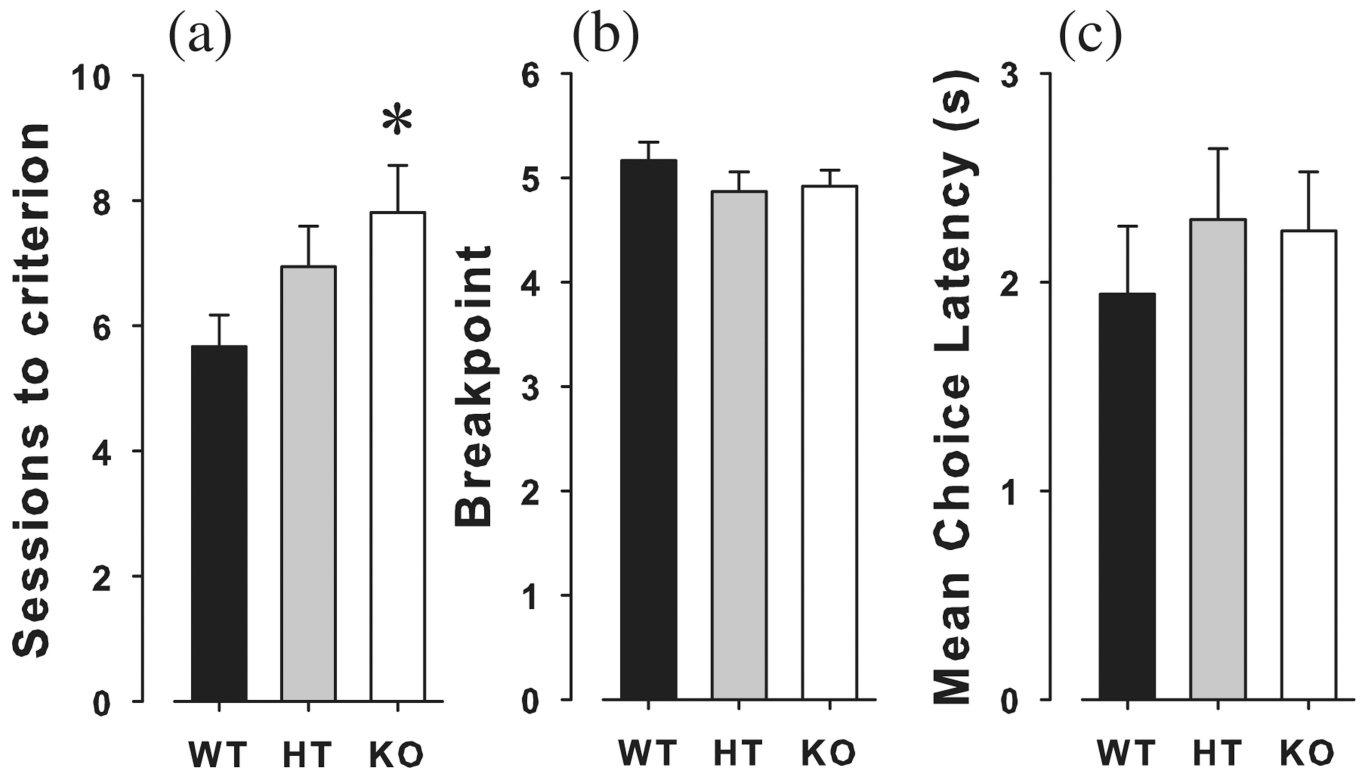 (a)
Sessions to criterion
10
8
6
4
2
0
*
WT HT KO
(b)
Breakpoint
6
5
4
3
2
1
0
WT HT KO
(c)
Mean Choice Latency (s)
3
2
1
0
WT HT KO